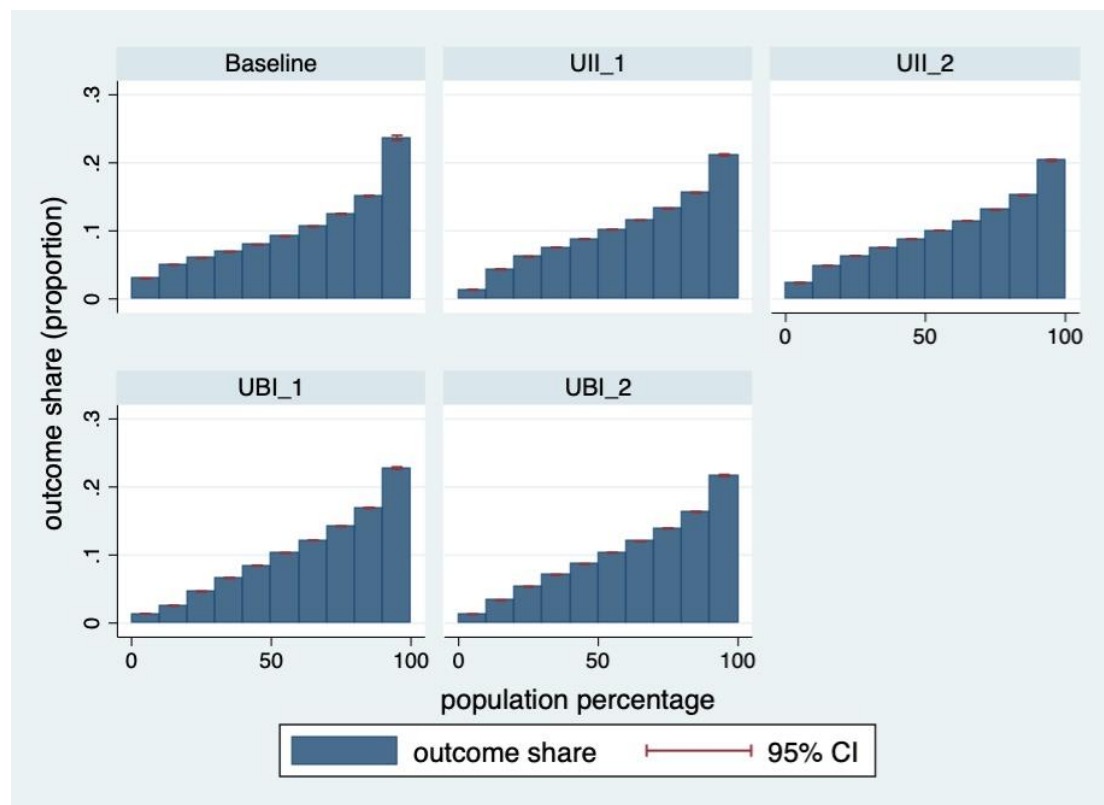 Baseline
UII_1
UII_2
.3
.2
.1
0
0 50 100
outcome share (proportion)
UBI_1
UBI_2
.3
.2
.1
0
0 50 100
0 50 100
population percentage
outcome share
95% CI